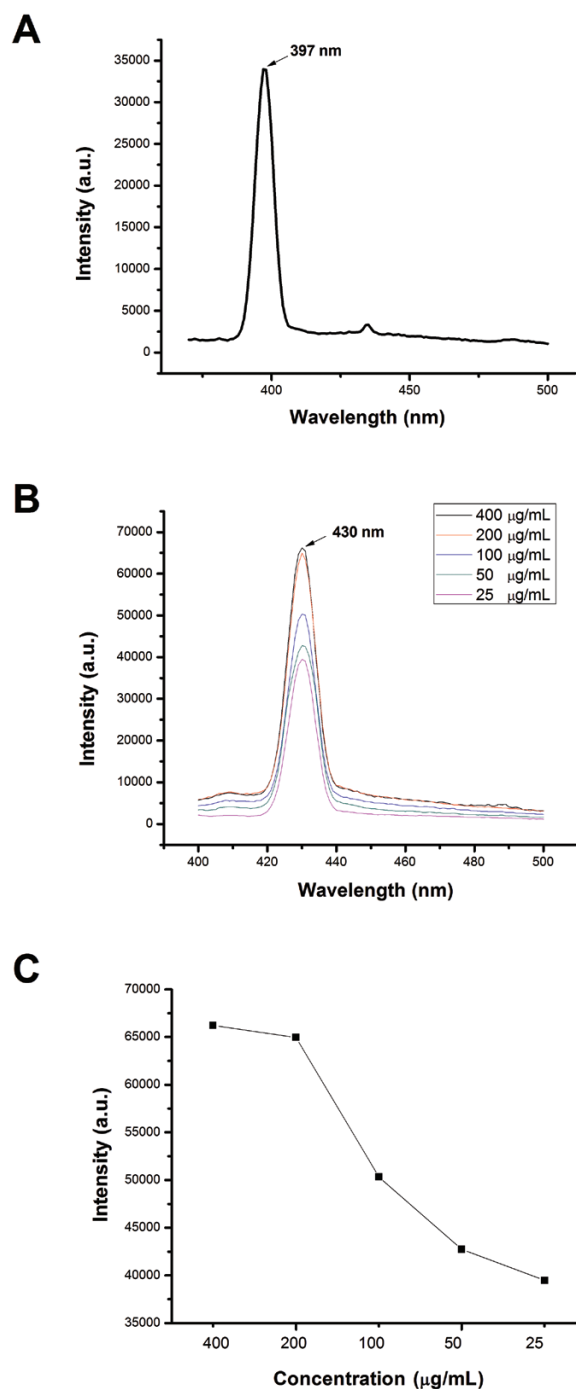 A
397 nm
35000
30000
25000
20000
15000
10000
5000
0
Intensity (a.u.)
400
450
500
Wavelength (nm)
B
430 nm
400 μg/mL
200 μg/mL
100 μg/mL
50 μg/mL
25 μg/mL
70000
60000
50000
40000
30000
20000
10000
0
Intensity (a.u.)
400
420
440
460
480
500
Wavelength (nm)
C
70000
65000
60000
55000
50000
45000
40000
35000
Intensity (a.u.)
400
200
100
50
25
Concentration (μg/mL)